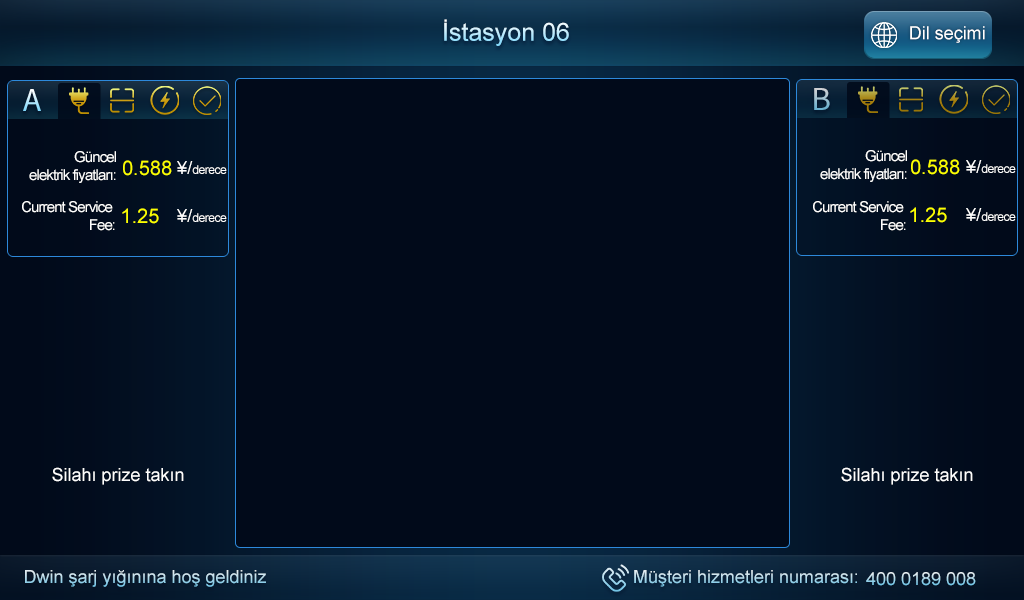 İstasyon 06
Dil seçimi
A
Güncel
elektrik fiyatları: 0.588 ¥/derece
Current Service
Fee: 1.25 ¥/derece
B
Güncel
elektrik fiyatları: 0.588 ¥/derece
Current Service
Fee: 1.25 ¥/derece
Silahı prize takın
Silahı prize takın
Dwin şarj yığınına hoş geldiniz
Müşteri hizmetleri numarası: 400 0189 008